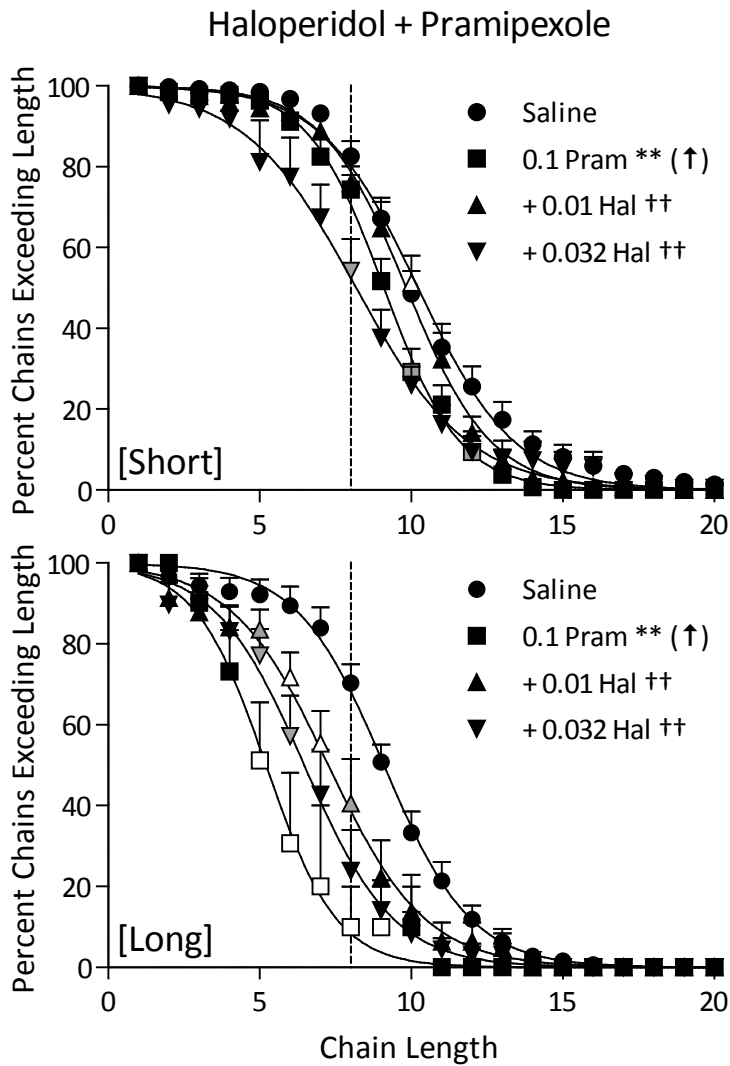 Haloperidol + Pramipexole
Percent Chains Exceeding Length
100
80
60
40
20
0
Saline
0.1 Pram ** (↑)
+ 0.01 Hal ††
+ 0.032 Hal ††
[Short]
0 5 10 15 20
Percent Chains Exceeding Length
100
80
60
40
20
0
Saline
0.1 Pram ** (↑)
+ 0.01 Hal ††
+ 0.032 Hal ††
[Long]
0 5 10 15 20
Chain Length